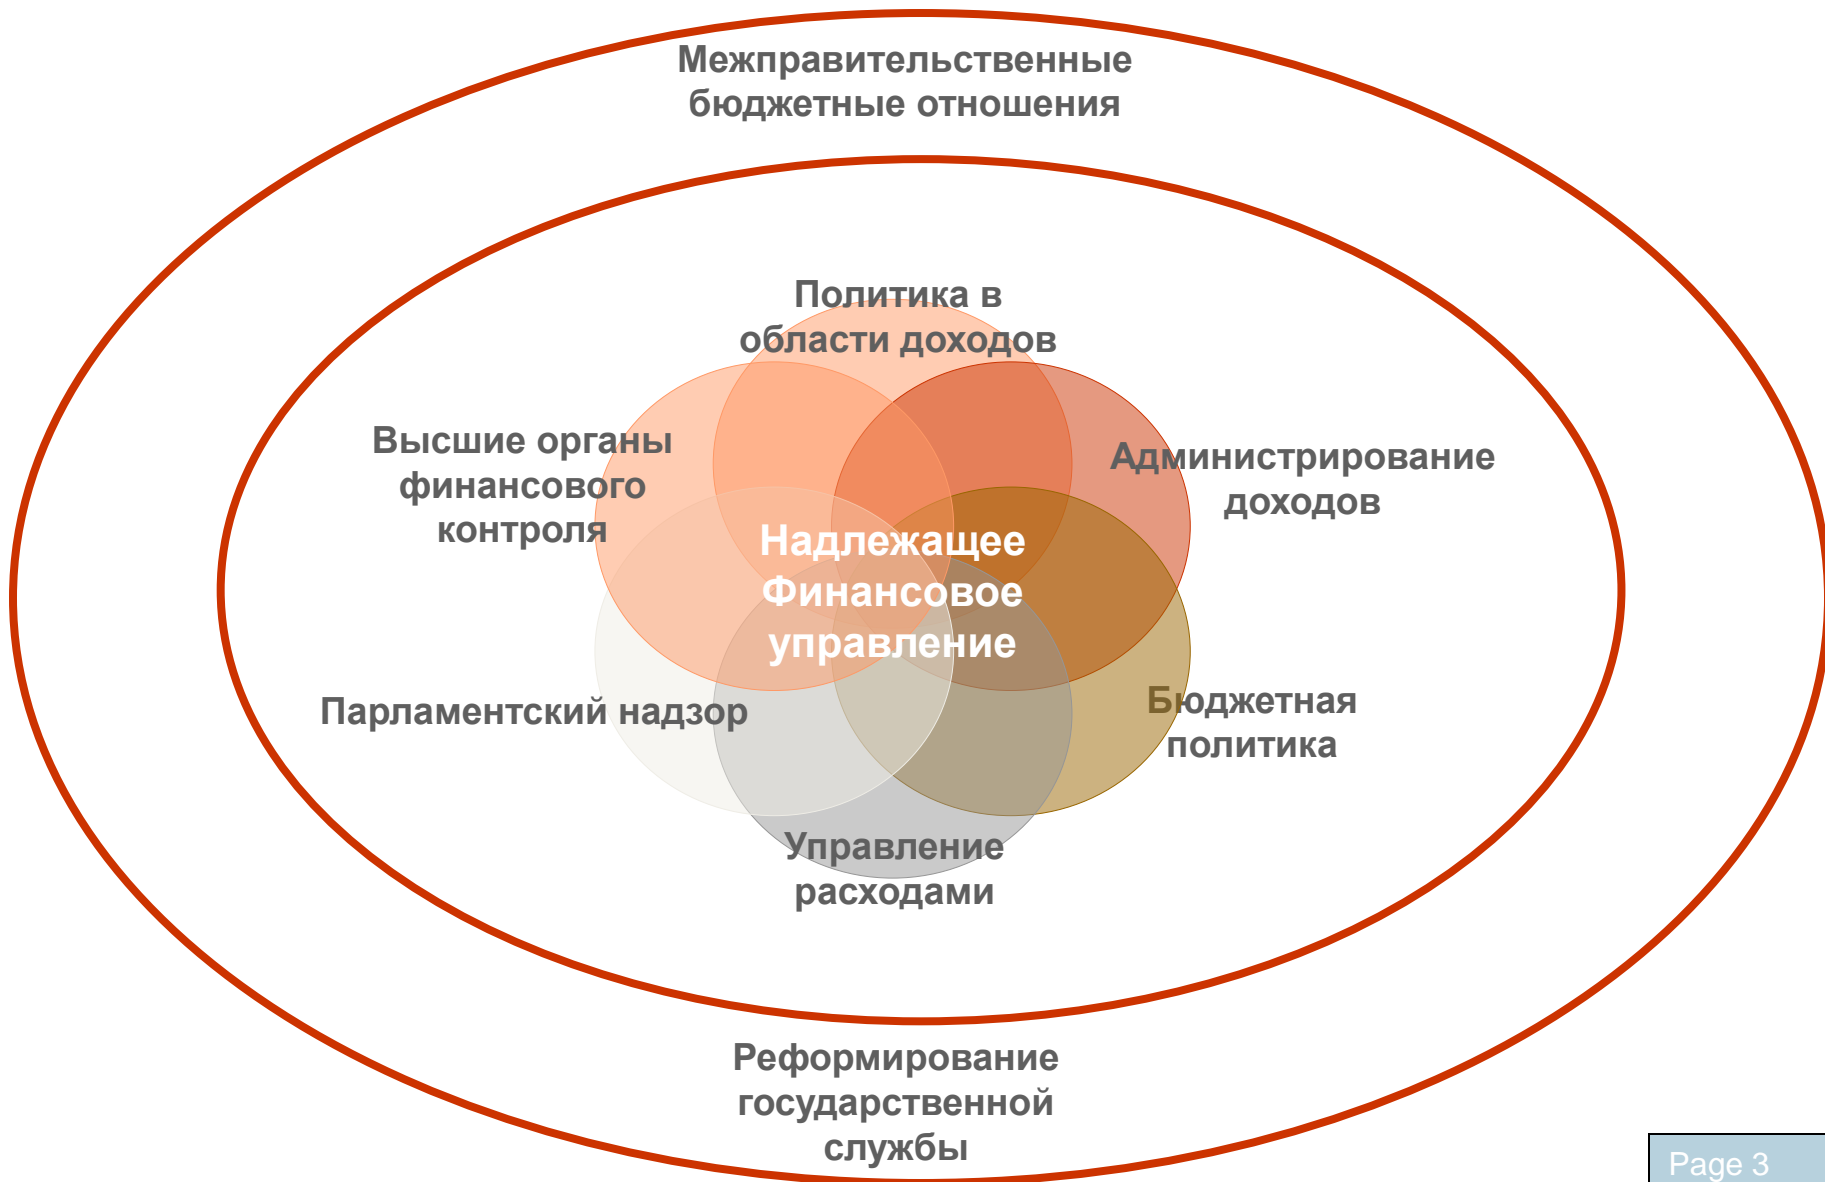 Межправительственные
бюджетные отношения
Политика в
области доходов
Высшие органы
финансового
контроля
Администрирование
доходов
Надлежащее
Финансовое
управление
Парламентский надзор
Бюджетная
политика
Управление
расходами
Реформирование
государственной
службы
Page 3